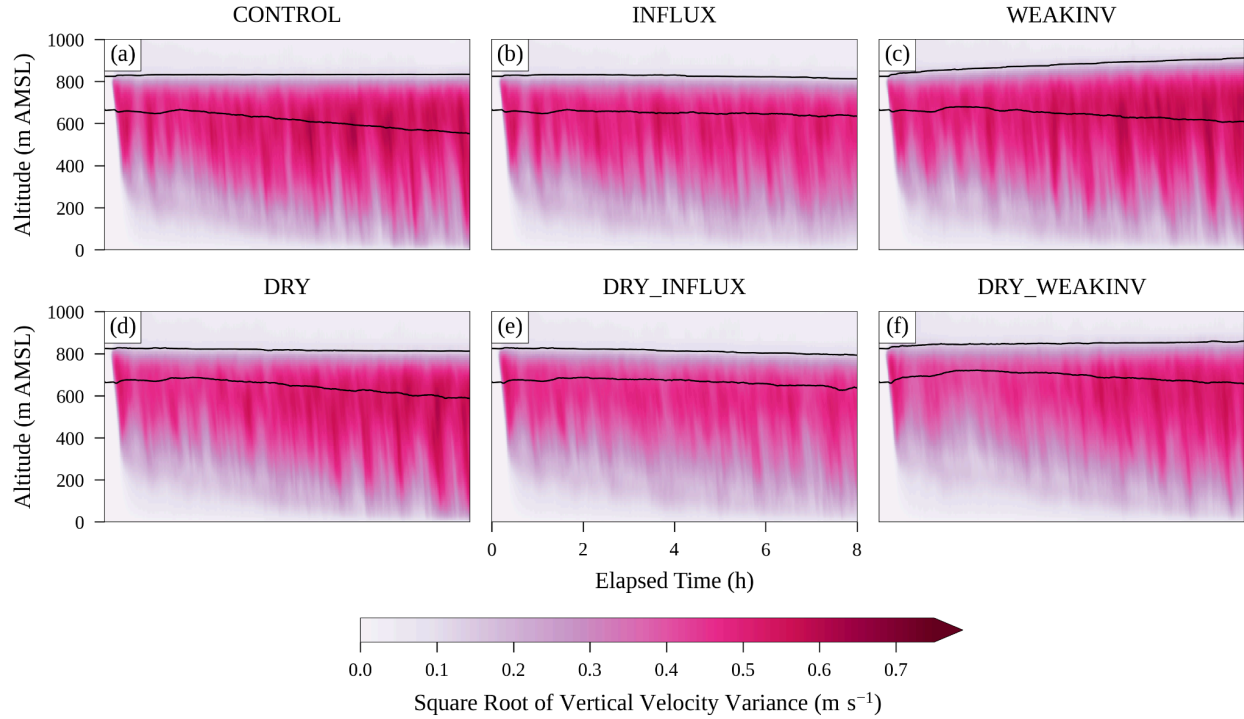 CONTROL INFLUX WEAKINV
(a) (b) (c)
1000
800
600
400
200
0
Altitude (m AMSL)
DRY DRY_INFLUX DRY_WEAKINV
(d) (e) (f)
1000
800
600
400
200
0
Altitude (m AMSL)
0 2 4 6 8
Elapsed Time (h)
0.0 0.1 0.2 0.3 0.4 0.5 0.6 0.7
Square Root of Vertical Velocity Variance (m s⁻¹)